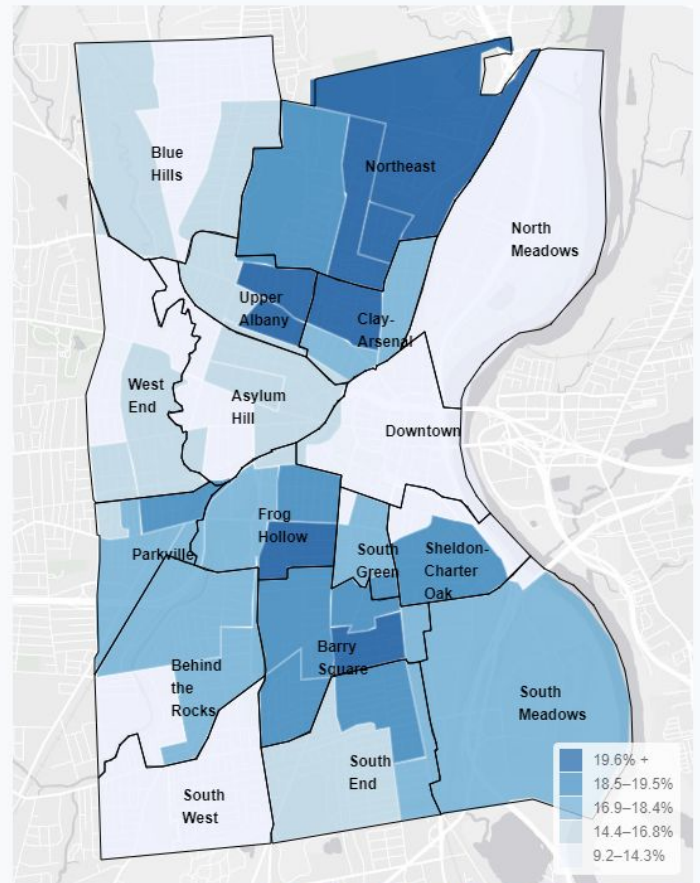 Blue
Hills
Northeast
North
Meadows
Upper
Albany
Clay-
Arsenal
West
End
Asylum
Hill
Downtown
Frog
Hollow
Parkville
South
Green
Sheldon-
Charter
Oak
Behind
the
Rocks
Barry
Square
South
Meadows
South
End
South
West
19.6% +
18.5–19.5%
16.9–18.4%
14.4–16.8%
9.2–14.3%